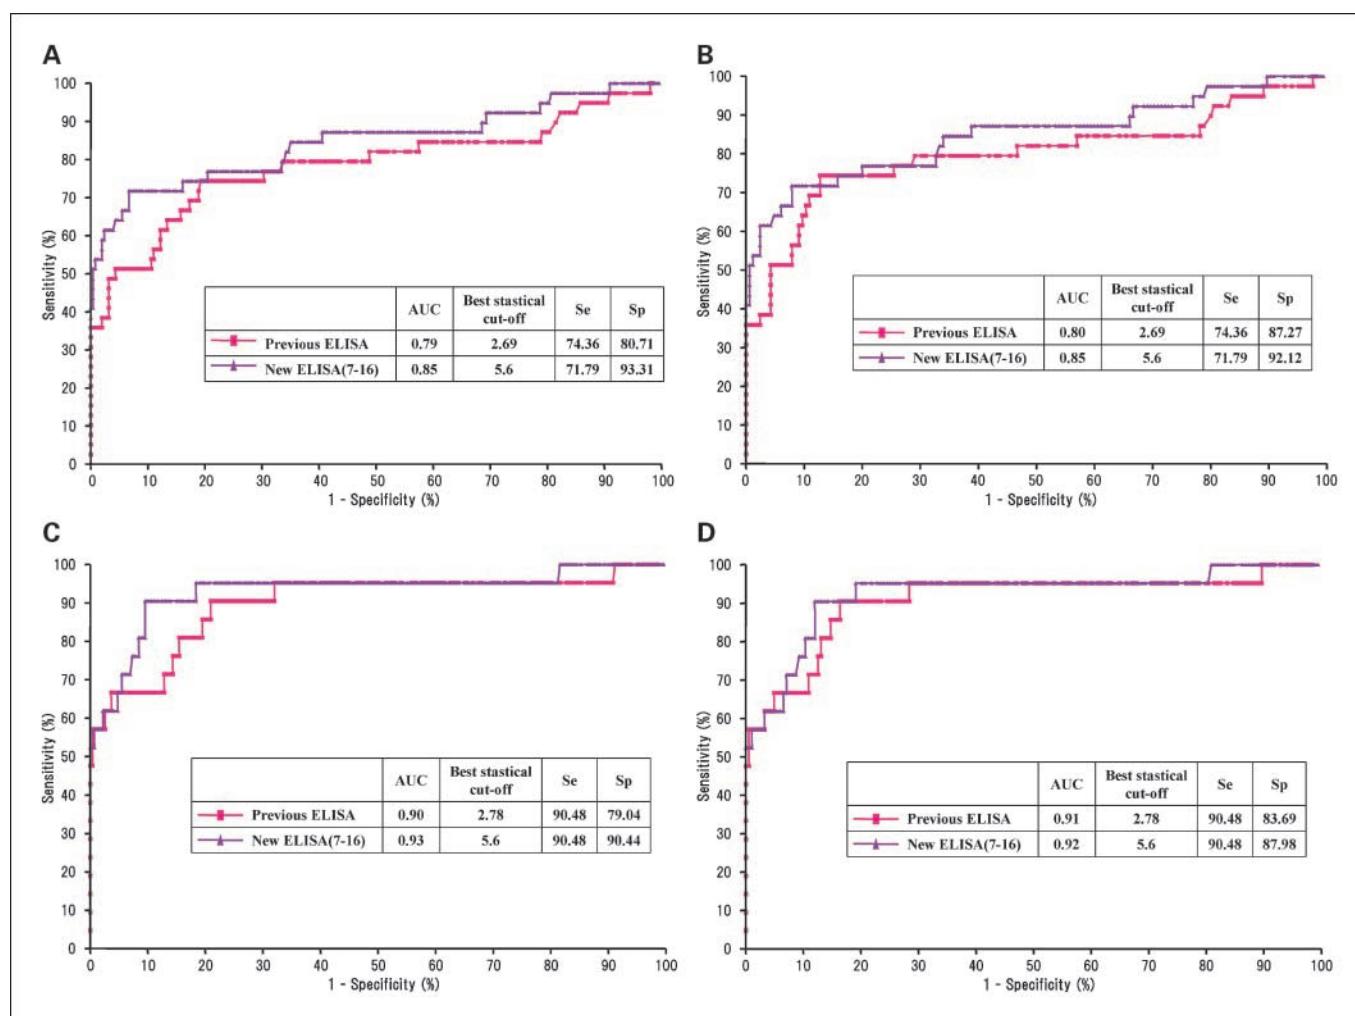 A
Sensitivity (%)
100
90
80
70
60
50
40
30
20
10
0
0 10 20 30 40 50 60 70 80 90 100
1 - Specificity (%)
AUC Best stastical cut-off Se Sp
Previous ELISA 0.79 2.69 74.36 80.71
New ELISA(7-16) 0.85 5.6 71.79 93.31
B
Sensitivity (%)
100
90
80
70
60
50
40
30
20
10
0
0 10 20 30 40 50 60 70 80 90 100
1 - Specificity (%)
AUC Best stastical cut-off Se Sp
Previous ELISA 0.80 2.69 74.36 87.27
New ELISA(7-16) 0.85 5.6 71.79 92.12
C
Sensitivity (%)
100
90
80
70
60
50
40
30
20
10
0
0 10 20 30 40 50 60 70 80 90 100
1 - Specificity (%)
AUC Best stastical cut-off Se Sp
Previous ELISA 0.90 2.78 90.48 79.04
New ELISA(7-16) 0.93 5.6 90.48 90.44
D
Sensitivity (%)
100
90
80
70
60
50
40
30
20
10
0
0 10 20 30 40 50 60 70 80 90 100
1 - Specificity (%)
AUC Best stastical cut-off Se Sp
Previous ELISA 0.91 2.78 90.48 83.69
New ELISA(7-16) 0.92 5.6 90.48 87.98